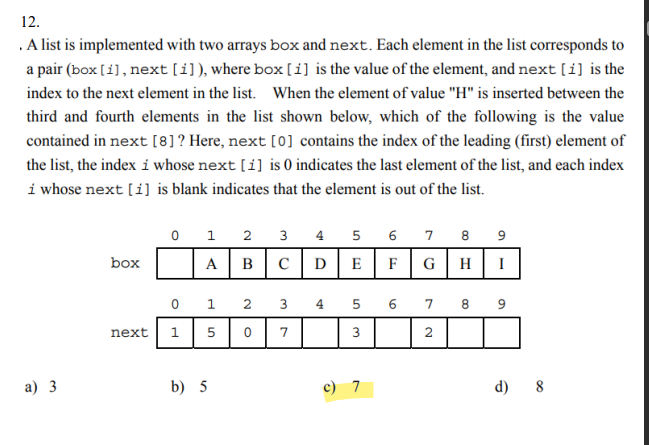 12.
. A list is implemented with two arrays box and next. Each element in the list corresponds to
a pair (box [i], next [i]), where box [i] is the value of the element, and next [i] is the
index to the next element in the list. When the element of value "H" is inserted between the
third and fourth elements in the list shown below, which of the following is the value
contained in next [8]? Here, next [0] contains the index of the leading (first) element of
the list, the index i whose next [i] is 0 indicates the last element of the list, and each index
i whose next [i] is blank indicates that the element is out of the list.
0 1 2 3 4 5 6 7 8 9
box A B C D E F G H I
0 1 2 3 4 5 6 7 8 9
next 1 5 0 7 3 2
a) 3 b) 5 c) 7 d) 8